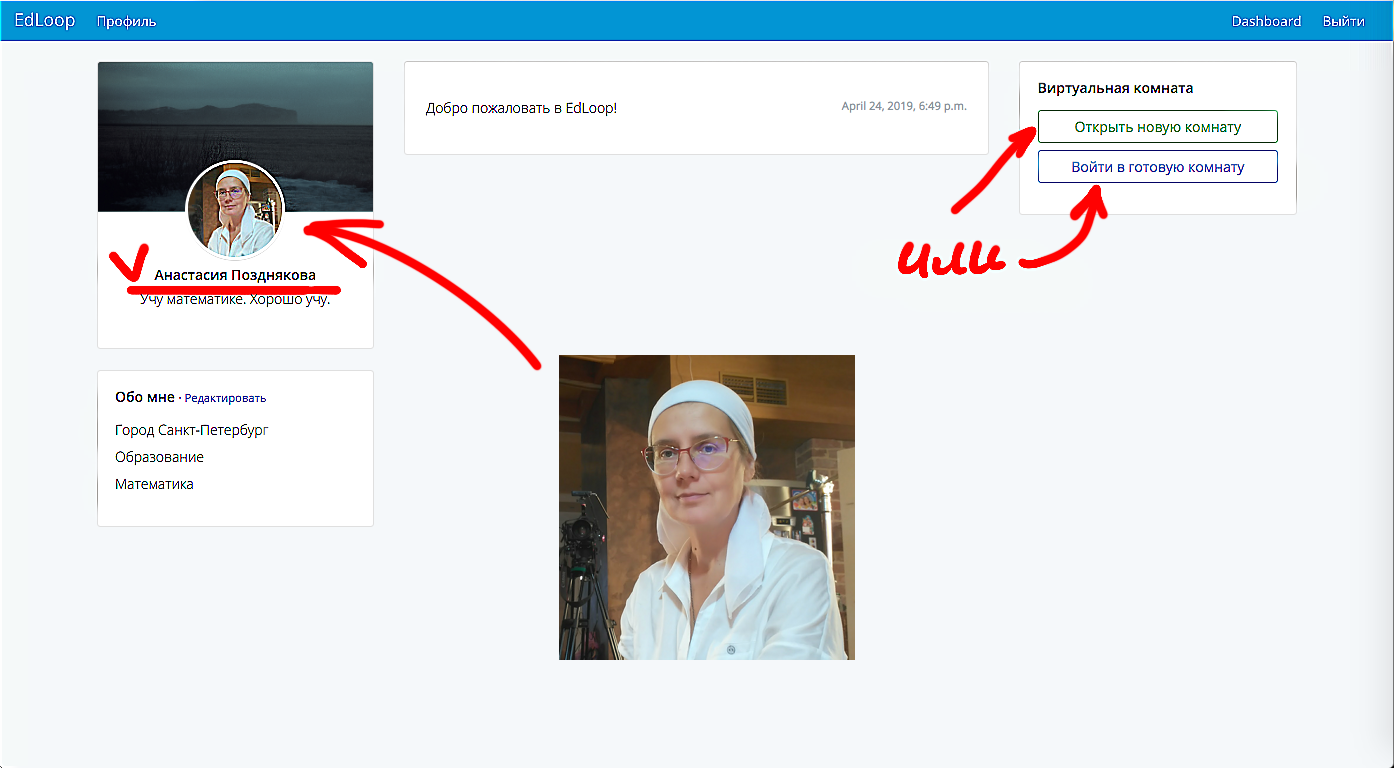 EdLoop Профиль Dashboard Выйти
Анастасия Позднякова
Учу математике. Хорошо учу.
Обо мне · Редактировать
Город Санкт-Петербург
Образование
Математика
Добро пожаловать в EdLoop!
April 24, 2019, 6:49 p.m.
Виртуальная комната
Открыть новую комнату
Войти в готовую комнату
или